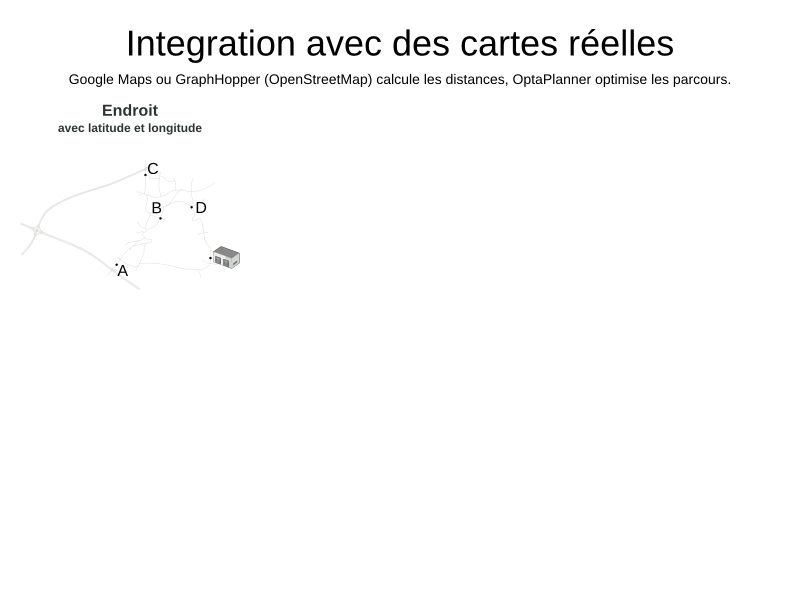 Integration avec des cartes réelles
Google Maps ou GraphHopper (OpenStreetMap) calcule les distances, OptaPlanner optimise les parcours.
Endroit
avec latitude et longitude
C
B
D
A